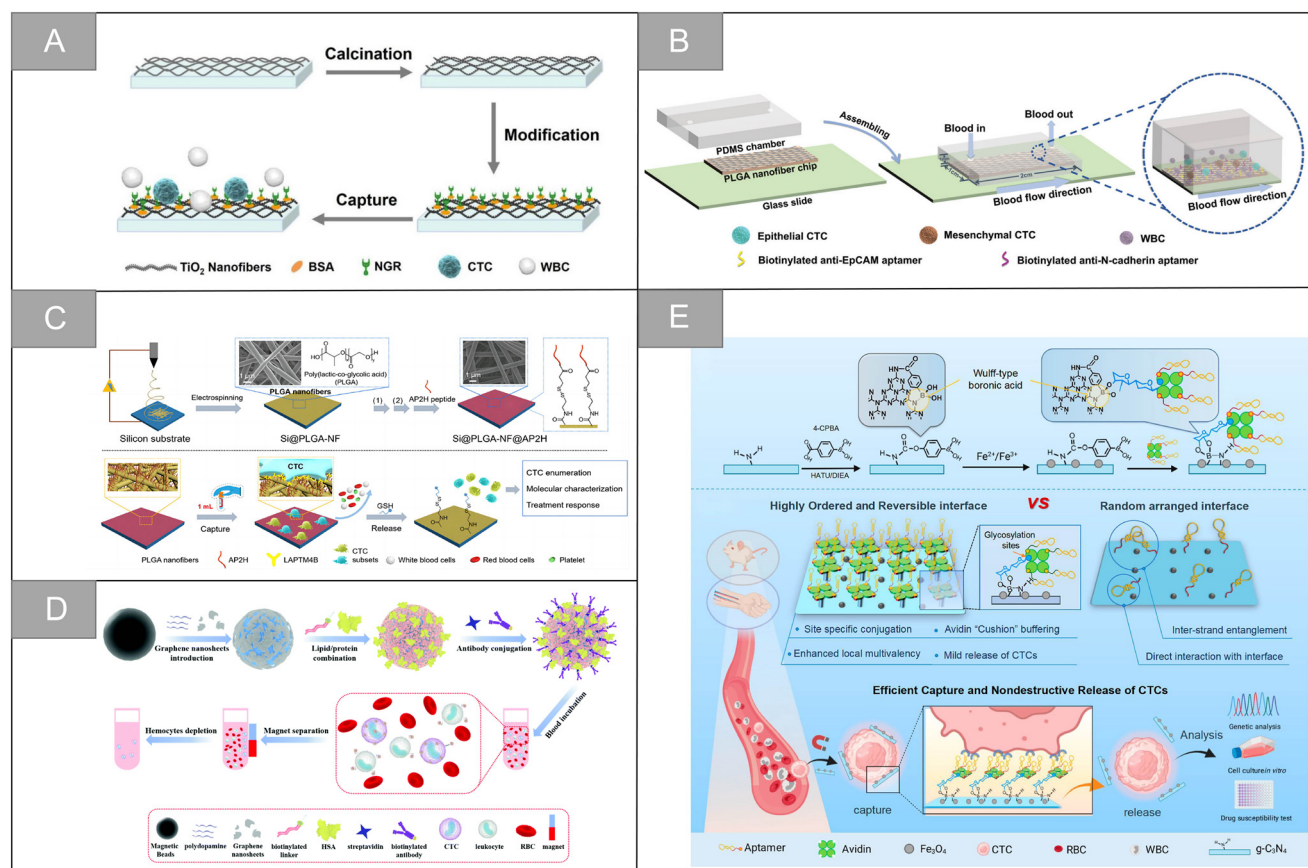 A
Calcination
Modification
Capture
TiO2 Nanofibers
BSA
NGR
CTC
WBC
B
PDMS chamber
PLGA nanofiber chip
Glass slide
Assembling
Blood in
Blood out
2cm
Blood flow direction
Blood flow direction
Epithelial CTC
Mesenchymal CTC
WBC
Biotinylated anti-EpCAM aptamer
Biotinylated anti-N-cadherin aptamer
C
Silicon substrate
Electrospinning
1 μm
Poly(lactic-co-glycolic acid)
(PLGA)
PLGA nanofibers
Si@PLGA-NF
(1)
(2)
AP2H peptide
1 μm
Si@PLGA-NF@AP2H
PLGA nanofibers
1 mL
Capture
CTC
GSH
Release
CTC enumeration
Molecular characterization
Treatment response
AP2H
LAPTM4B
CTC
subsets
White blood cells
Red blood cells
Platelet
D
Graphene nanosheets
introduction
Lipid/protein
combination
Antibody conjugation
Blood incubation
Magnet separation
Hemocytes depletion
Magnetic
Beads
polydopamine
Graphene
nanosheets
biotinylated
linker
HSA
streptavidin
biotinylated
antibody
CTC
leukocyte
RBC
magnet
E
Wulff-type
boronic acid
4-CPBA
HATU/DIEA
Fe2+/Fe3+
Highly Ordered and Reversible interface
VS
Random arranged interface
Glycosylation
sites
• Site specific conjugation
• Avidin "Cushion" buffering
• Enhanced local multivalency
• Mild release of CTCs
Inter-strand entanglement
Direct interaction with interface
Efficient Capture and Nondestructive Release of CTCs
capture
release
Analysis
Genetic analysis
Cell culture in vitro
Drug susceptibility test
Aptamer
Avidin
Fe3O4
CTC
RBC
WBC
g-C3N4